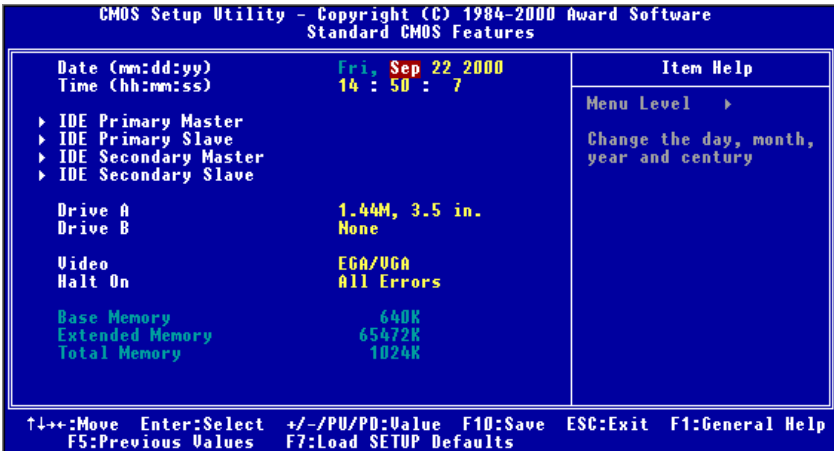 CMOS Setup Utility - Copyright (C) 1984-2000 Award Software
Standard CMOS Features
Date (mm:dd:yy) Fri, Sep 22 2000
Time (hh:mm:ss) 14 : 50 : 7
▸ IDE Primary Master
▸ IDE Primary Slave
▸ IDE Secondary Master
▸ IDE Secondary Slave
Drive A 1.44M, 3.5 in.
Drive B None
Video EGA/VGA
Halt On All Errors
Base Memory 640K
Extended Memory 65472K
Total Memory 1024K
Item Help
Menu Level ▸
Change the day, month,
year and century
↑↓→←:Move Enter:Select +/-/PU/PD:Value F10:Save ESC:Exit F1:General Help
F5:Previous Values F7:Load SETUP Defaults